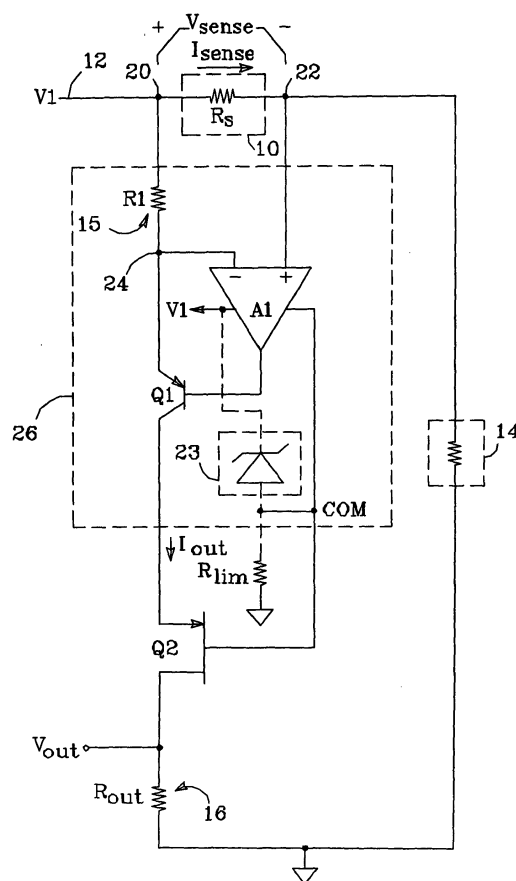 + Vsense −
Isense
12 20 22
V1
Rs
10
R1
15
24
− +
V1 A1
Q1
26
23
14
COM
Iout
Rlim
Q2
Vout
Rout
16